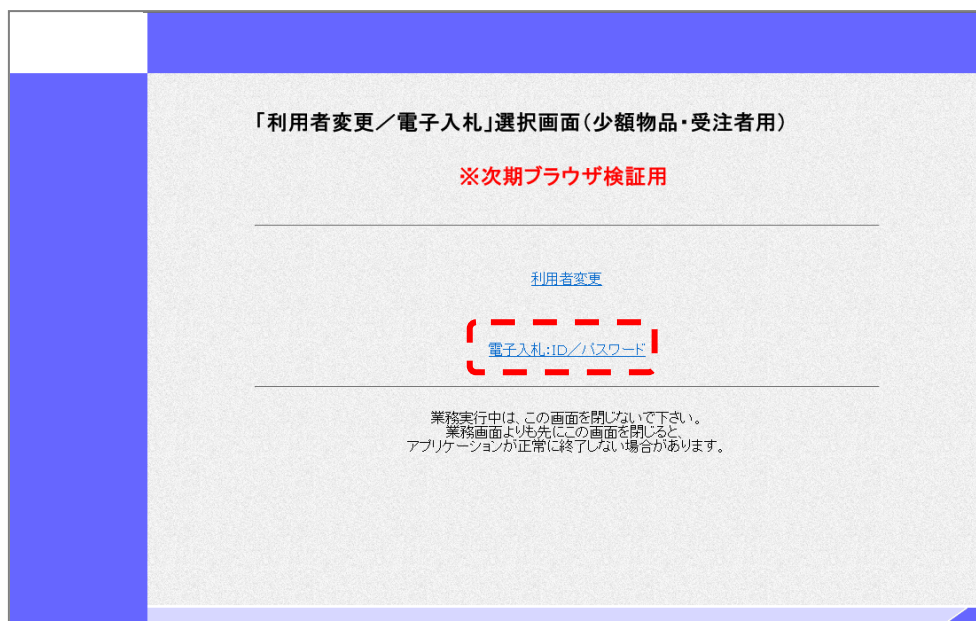 「利用者変更／電子入札」選択画面(少額物品・受注者用)
※次期ブラウザ検証用
利用者変更
電子入札:ID／パスワード
業務実行中は、この画面を閉じないで下さい。
業務画面よりも先にこの画面を閉じると、
アプリケーションが正常に終了しない場合があります。